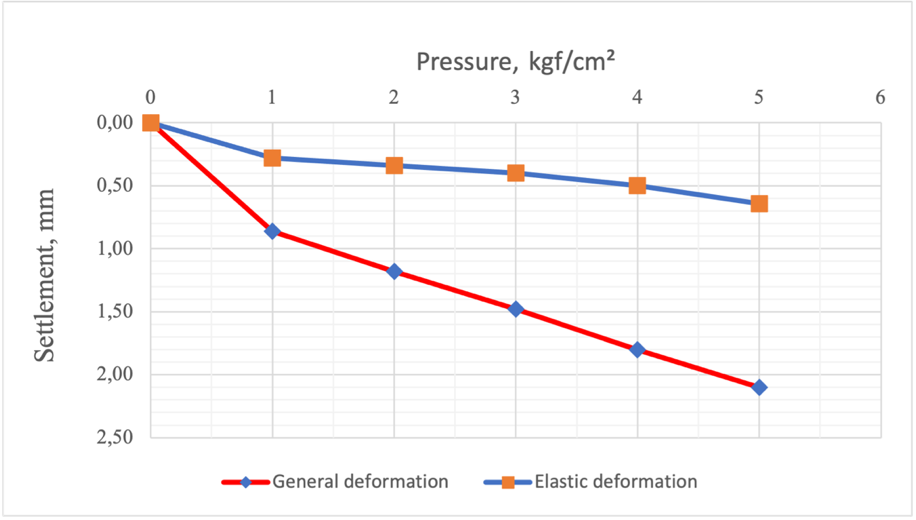 Pressure, kgf/cm²
0 1 2 3 4 5 6
0,00
0,50
1,00
1,50
2,00
2,50
Settlement, mm
General deformation Elastic deformation